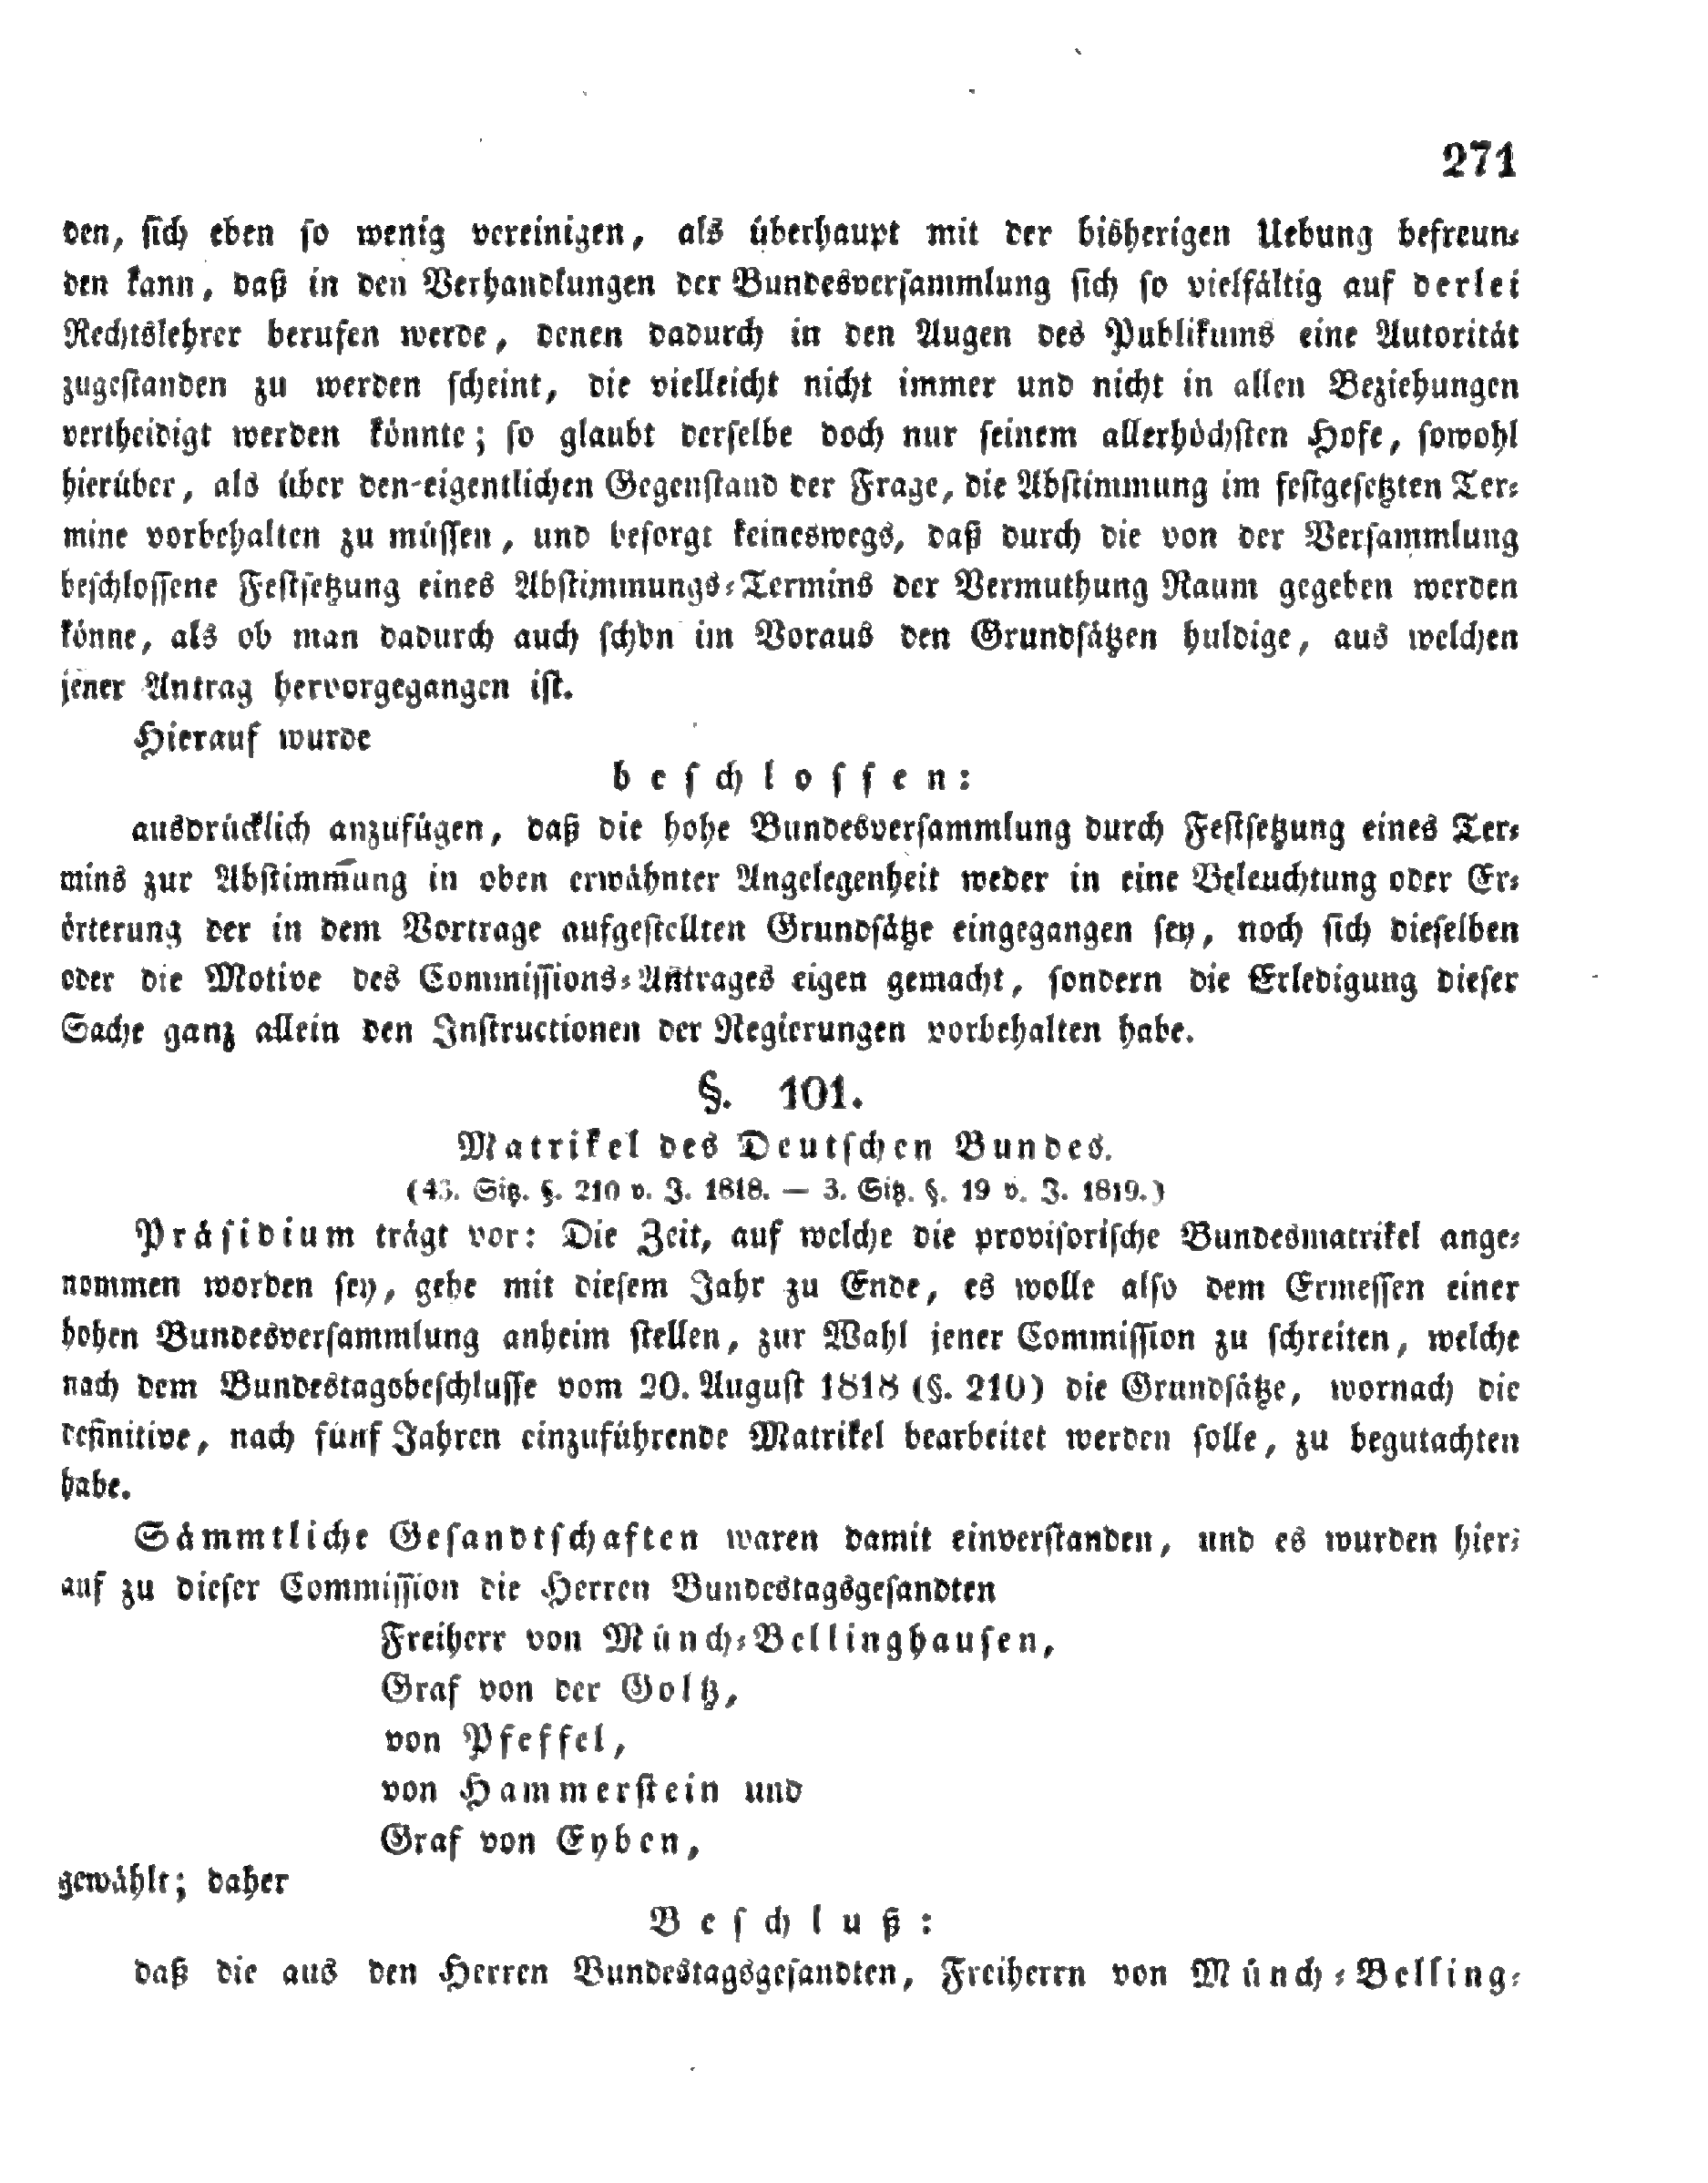 271
den, sich eben so wenig vereinigen, als überhaupt mit der bisherigen Uebung befreun-
den kann, daß in den Verhandlungen der Bundesversammlung sich so vielfältig auf derlei
Rechtslehrer berufen werde, denen dadurch in den Augen des Publikums eine Autorität
zugestanden zu werden scheint, die vielleicht nicht immer und nicht in allen Beziehungen
vertheidigt werden könnte; so glaubt derselbe doch nur seinem allerhöchsten Hofe, sowohl
hierüber, als über den eigentlichen Gegenstand der Frage, die Abstimmung im festgesetzten Ter-
mine vorbehalten zu müssen, und besorgt keineswegs, daß durch die von der Versammlung
beschlossene Festsetzung eines Abstimmungs-Termins der Vermuthung Raum gegeben werden
könne, als ob man dadurch auch schon im Voraus den Grundsätzen huldige, aus welchen
jener Antrag hervorgegangen ist.
Hierauf wurde
beschlossen:
ausdrücklich anzufügen, daß die hohe Bundesversammlung durch Festsetzung eines Ter-
mins zur Abstimmung in oben erwähnter Angelegenheit weder in eine Beleuchtung oder Er-
örterung der in dem Vortrage aufgestellten Grundsätze eingegangen sey, noch sich dieselben
oder die Motive des Commissions-Antrages eigen gemacht, sondern die Erledigung dieser
Sache ganz allein den Instructionen der Regierungen vorbehalten habe.
§. 101.
Matrikel des Deutschen Bundes.
(43. Sitz. §. 210 v. J. 1818. — 3. Sitz. §. 19 v. J. 1819.)
Präsidium trägt vor: Die Zeit, auf welche die provisorische Bundesmatrikel ange-
nommen worden sey, gehe mit diesem Jahr zu Ende, es wolle also dem Ermessen einer
hohen Bundesversammlung anheim stellen, zur Wahl jener Commission zu schreiten, welche
nach dem Bundestagsbeschlusse vom 20. August 1818 (§. 210) die Grundsätze, wornach die
definitive, nach fünf Jahren einzuführende Matrikel bearbeitet werden solle, zu begutachten
habe.
Sämmtliche Gesandtschaften waren damit einverstanden, und es wurden hier-
auf zu dieser Commission die Herren Bundestagsgesandten
Freiherr von Münch-Bellinghausen,
Graf von der Goltz,
von Pfeffel,
von Hammerstein und
Graf von Eyben,
gewählt; daher
Beschluß:
daß die aus den Herren Bundestagsgesandten, Freiherrn von Münch-Belling-